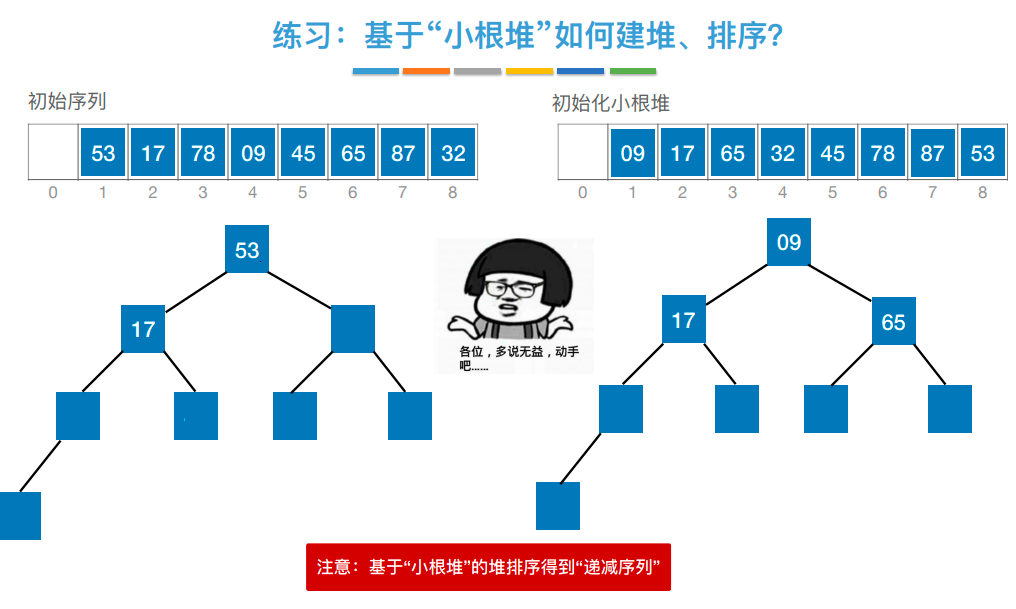 练习：基于“小根堆”如何建堆、排序?
初始序列
初始化小根堆
53 17 78 09 45 65 87 32
0 1 2 3 4 5 6 7 8
09 17 65 32 45 78 87 53
0 1 2 3 4 5 6 7 8
53
17
09
17
65
各位，多说无益，动手
吧......
注意：基于“小根堆”的堆排序得到“递减序列”